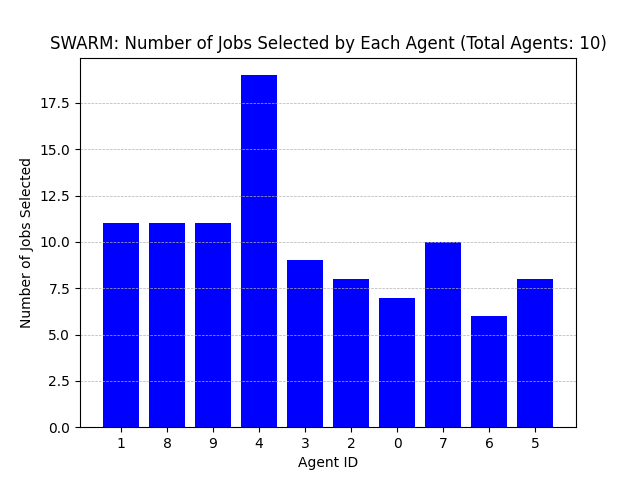 SWARM: Number of Jobs Selected by Each Agent (Total Agents: 10)
Number of Jobs Selected
17.5
15.0
12.5
10.0
7.5
5.0
2.5
0.0
1 8 9 4 3 2 0 7 6 5
Agent ID